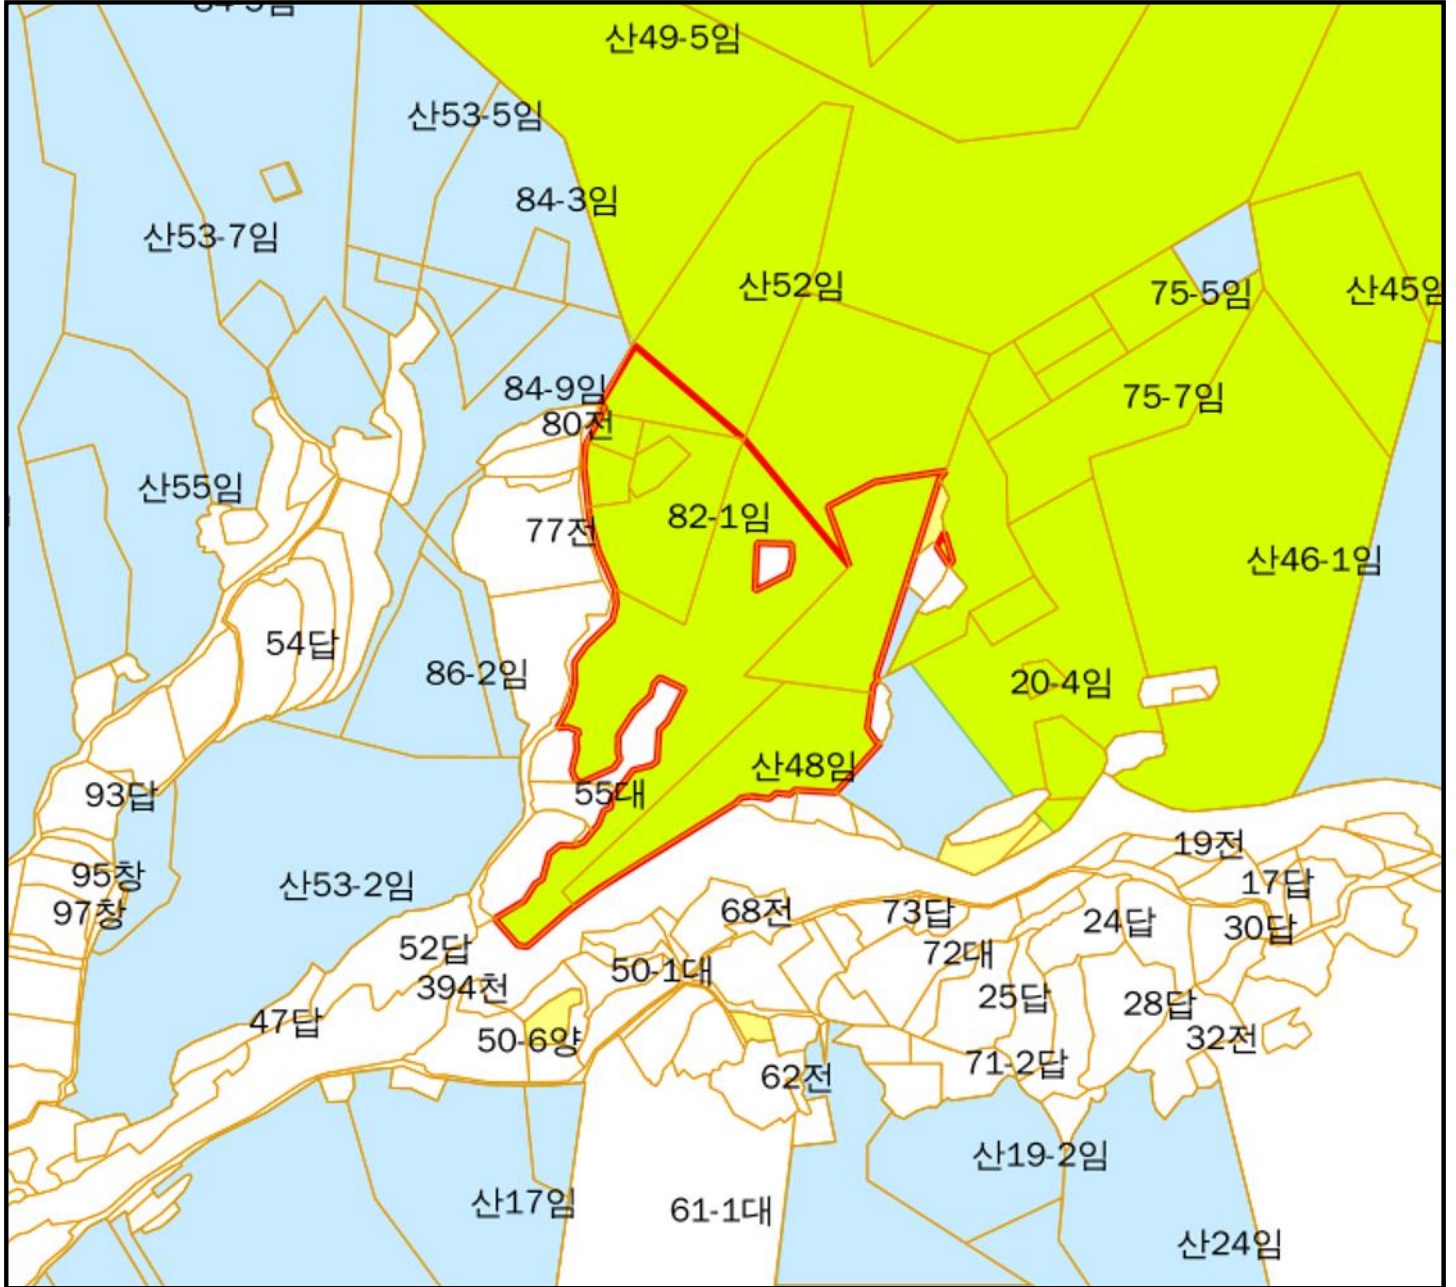 산49-5임
산53-5임
84-3임
산53-7임
산52임
75-5임
산45임
84-9임
75-7임
80전
산55임
82-1임
77전
산46-1임
54답
86-2임
20-4임
산48임
93답
55대
19전
95창
산53-2임
17답
97창
68전
73답
24답
30답
52답
72대
394천
50-1대
25답
28답
47답
50-6양
32전
71-2답
62전
산19-2임
산17임
61-1대
산24임